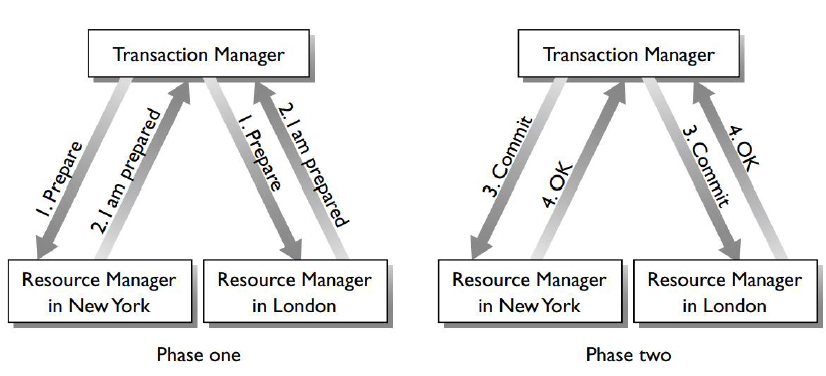 Transaction Manager
1. Prepare
2. I am prepared
1. Prepare
2. I am prepared
Resource Manager
in New York
Resource Manager
in London
Phase one
Transaction Manager
3. Commit
4. OK
3. Commit
4. OK
Resource Manager
in New York
Resource Manager
in London
Phase two